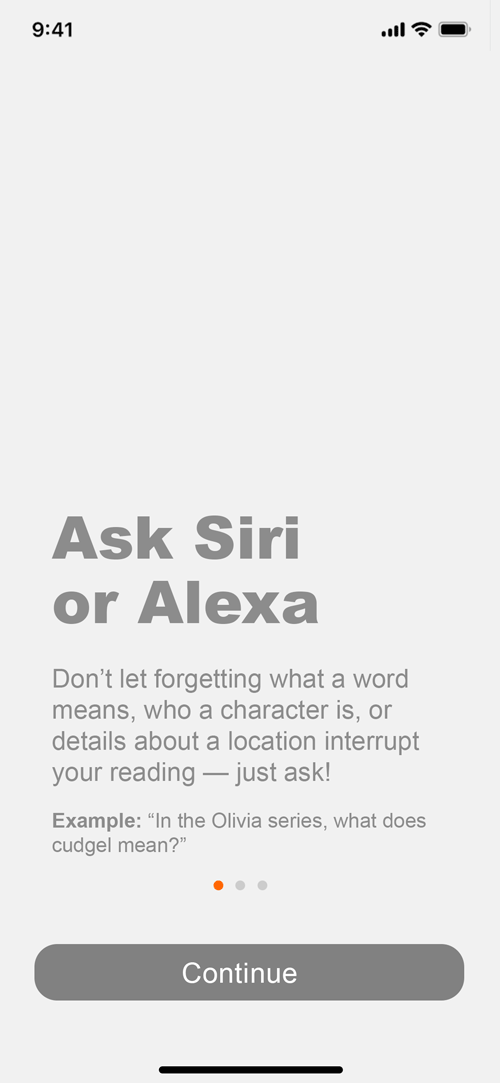 9:41
Ask Siri
or Alexa
Don’t let forgetting what a word
means, who a character is, or
details about a location interrupt
your reading — just ask!
Example: “In the Olivia series, what does
cudgel mean?”
Continue